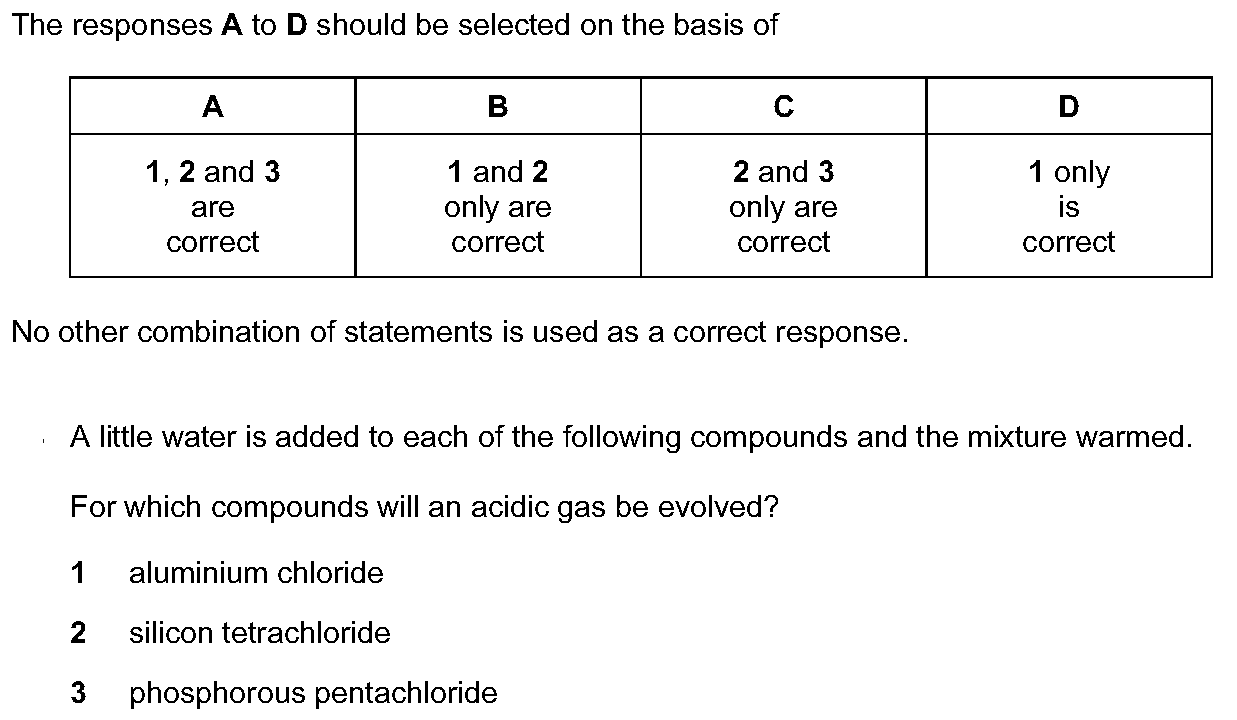 The responses A to D should be selected on the basis of
A B C D
1, 2 and 3 1 and 2 2 and 3 1 only
are only are only are is
correct correct correct correct
No other combination of statements is used as a correct response.
A little water is added to each of the following compounds and the mixture warmed.
For which compounds will an acidic gas be evolved?
1 aluminium chloride
2 silicon tetrachloride
3 phosphorous pentachloride